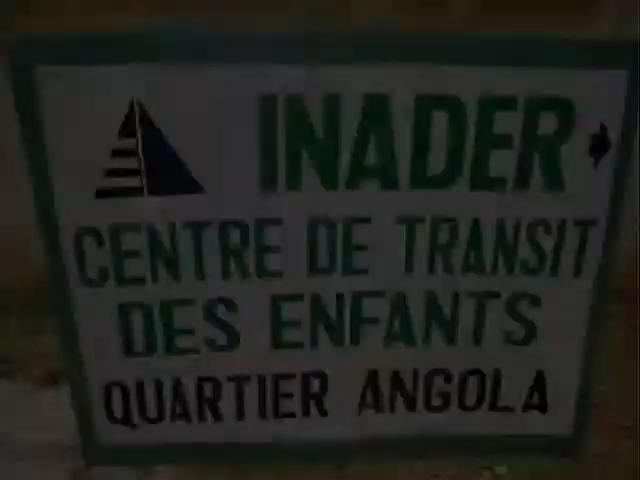 INADER
CENTRE DE TRANSIT
DES ENFANTS
QUARTIER ANGOLA